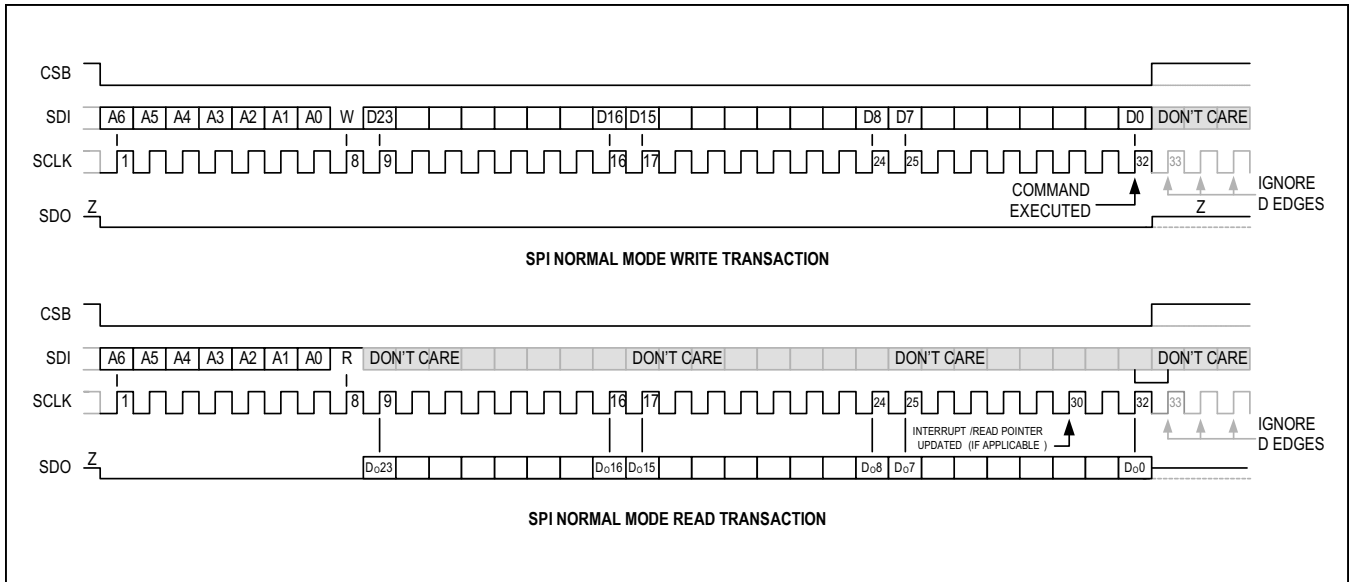 CSB
SDI A6 A5 A4 A3 A2 A1 A0 W D23 D16 D15 D8 D7 D0 DON'T CARE
SCLK 1 8 9 16 17 24 25 32 33
COMMAND
EXECUTED
IGNORE
D EDGES
SDO Z Z
SPI NORMAL MODE WRITE TRANSACTION
CSB
SDI A6 A5 A4 A3 A2 A1 A0 R DON'T CARE DON'T CARE DON'T CARE DON'T CARE
SCLK 1 8 9 16 17 24 25 30 32 33
INTERRUPT /READ POINTER
UPDATED (IF APPLICABLE )
IGNORE
D EDGES
SDO Z DO23 DO16 DO15 DO8 DO7 DO0
SPI NORMAL MODE READ TRANSACTION